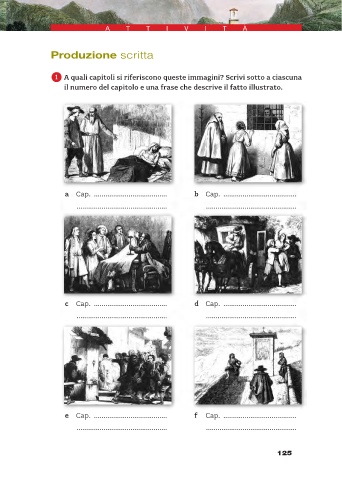 ATTIVITÀ
Produzione scritta
1 A quali capitoli si riferiscono queste immagini? Scrivi sotto a ciascuna
il numero del capitolo e una frase che descrive il fatto illustrato.
a Cap. ..................................
..........................................
b Cap. ..................................
..........................................
c Cap. ..................................
..........................................
d Cap. ..................................
..........................................
e Cap. ..................................
..........................................
f Cap. ..................................
..........................................
125